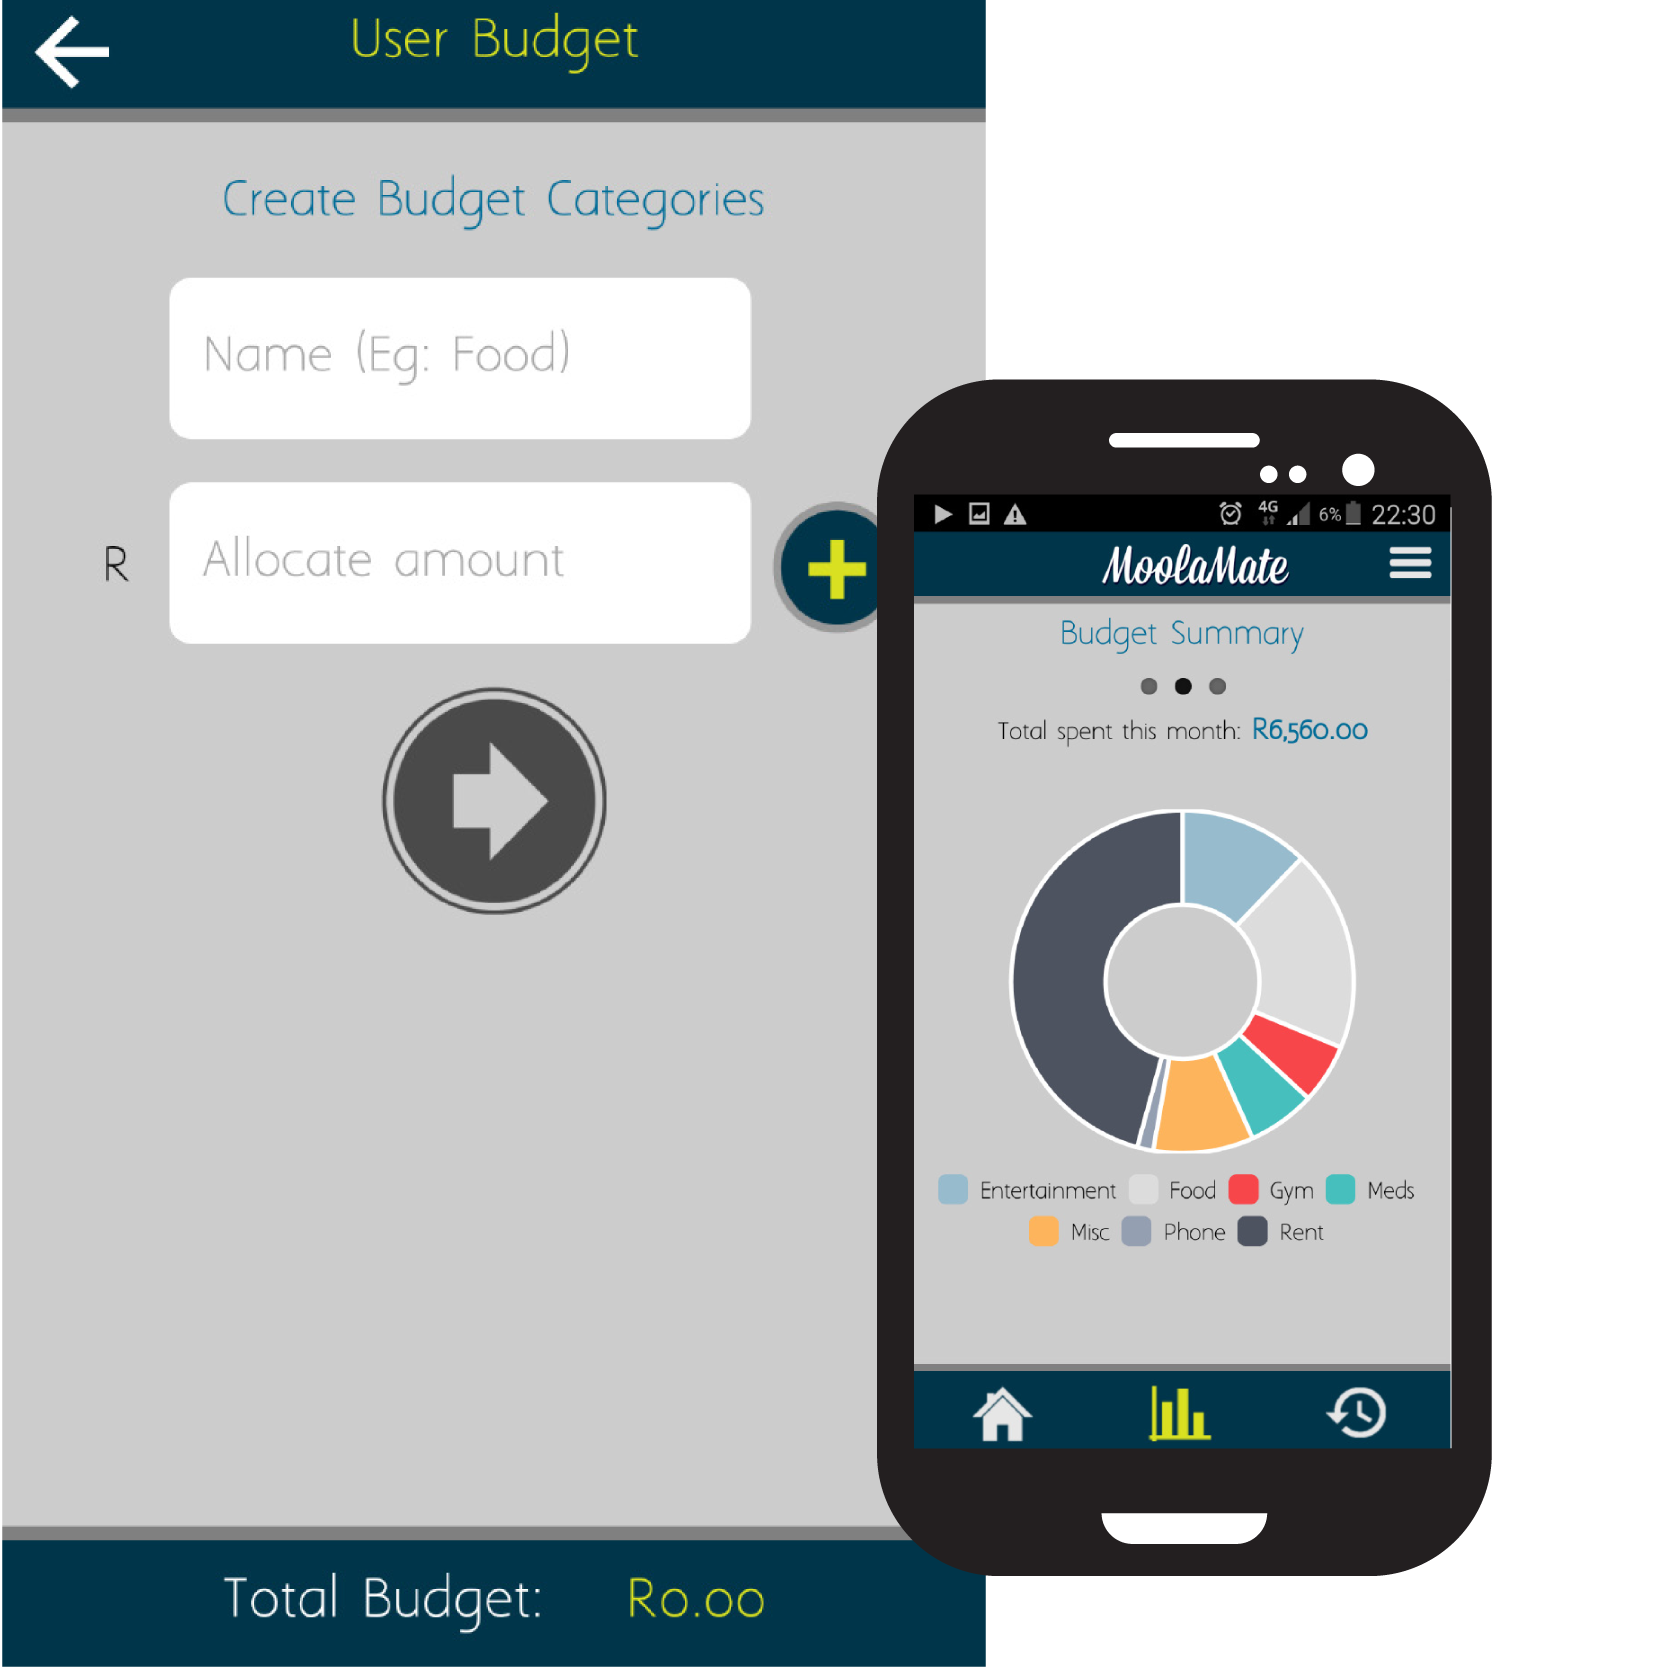 User Budget
Create Budget Categories
Name (Eg: Food)
R Allocate amount
Total Budget: R0.00
4G 6% 22:30
MoolaMate
Budget Summary
Total spent this month: R6,560.00
Entertainment Food Gym Meds
Misc Phone Rent